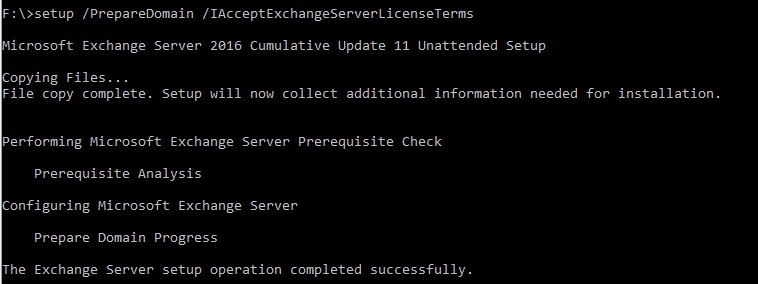 F:\>setup /PrepareDomain /IAcceptExchangeServerLicenseTerms
Microsoft Exchange Server 2016 Cumulative Update 11 Unattended Setup
Copying Files...
File copy complete. Setup will now collect additional information needed for installation.
Performing Microsoft Exchange Server Prerequisite Check
Prerequisite Analysis
Configuring Microsoft Exchange Server
Prepare Domain Progress
The Exchange Server setup operation completed successfully.